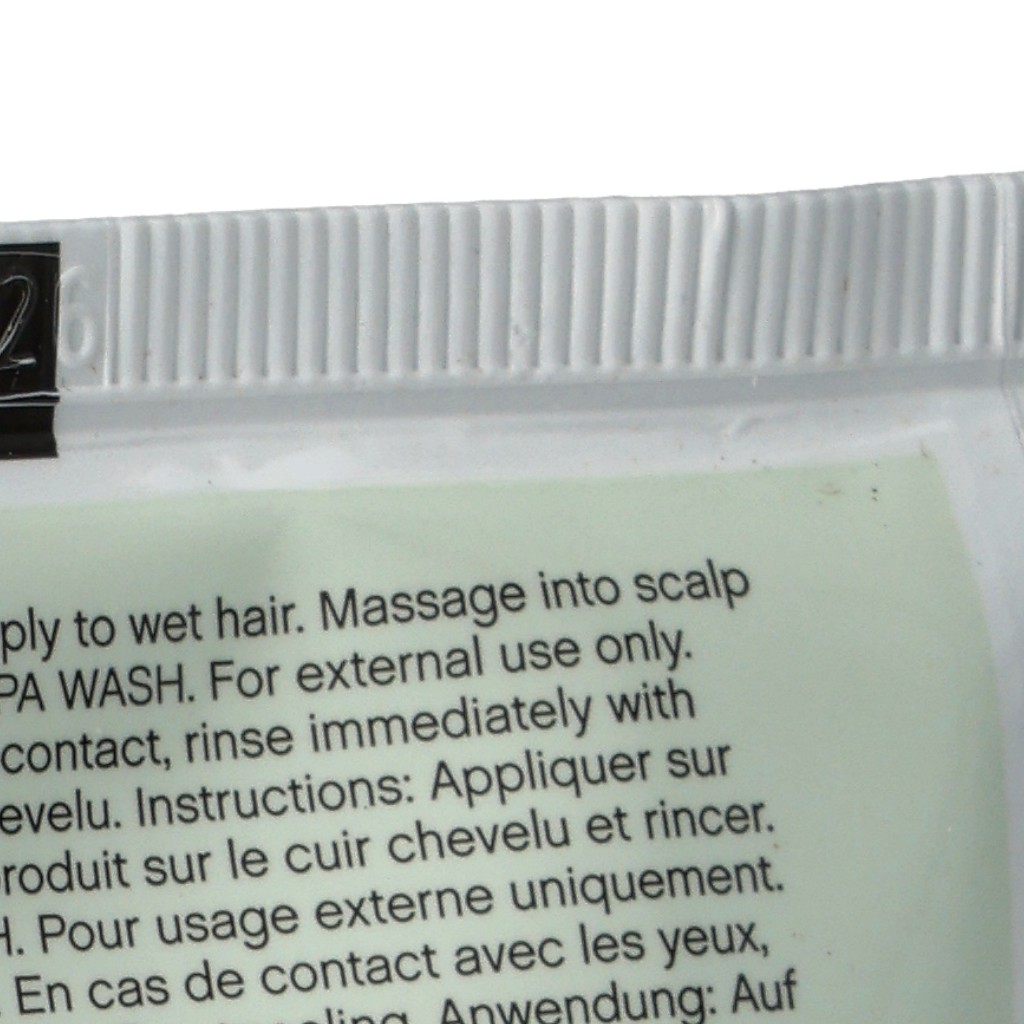 26
ply to wet hair. Massage into scalp
PA WASH. For external use only.
contact, rinse immediately with
evelu. Instructions: Appliquer sur
roduit sur le cuir chevelu et rincer.
H. Pour usage externe uniquement.
. En cas de contact avec les yeux,
eling. Anwendung: Auf